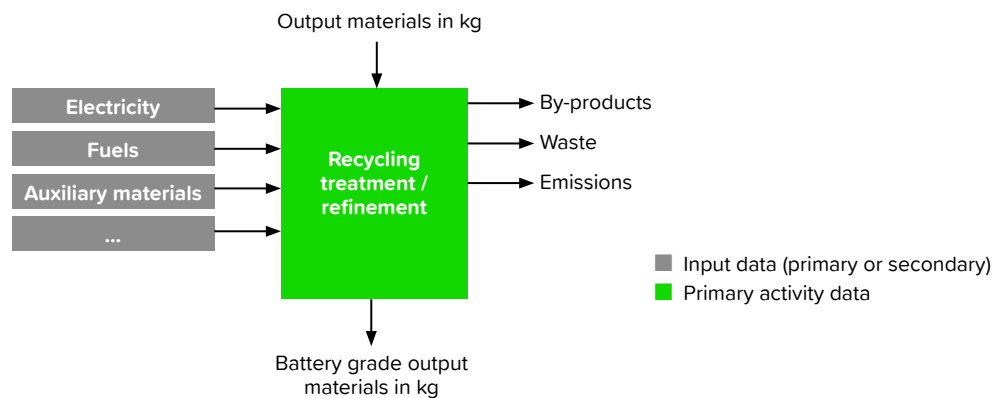 Output materials in kg
Electricity
Fuels
Auxiliary materials
...
Recycling
treatment /
refinement
By-products
Waste
Emissions
Input data (primary or secondary)
Primary activity data
Battery grade output
materials in kg